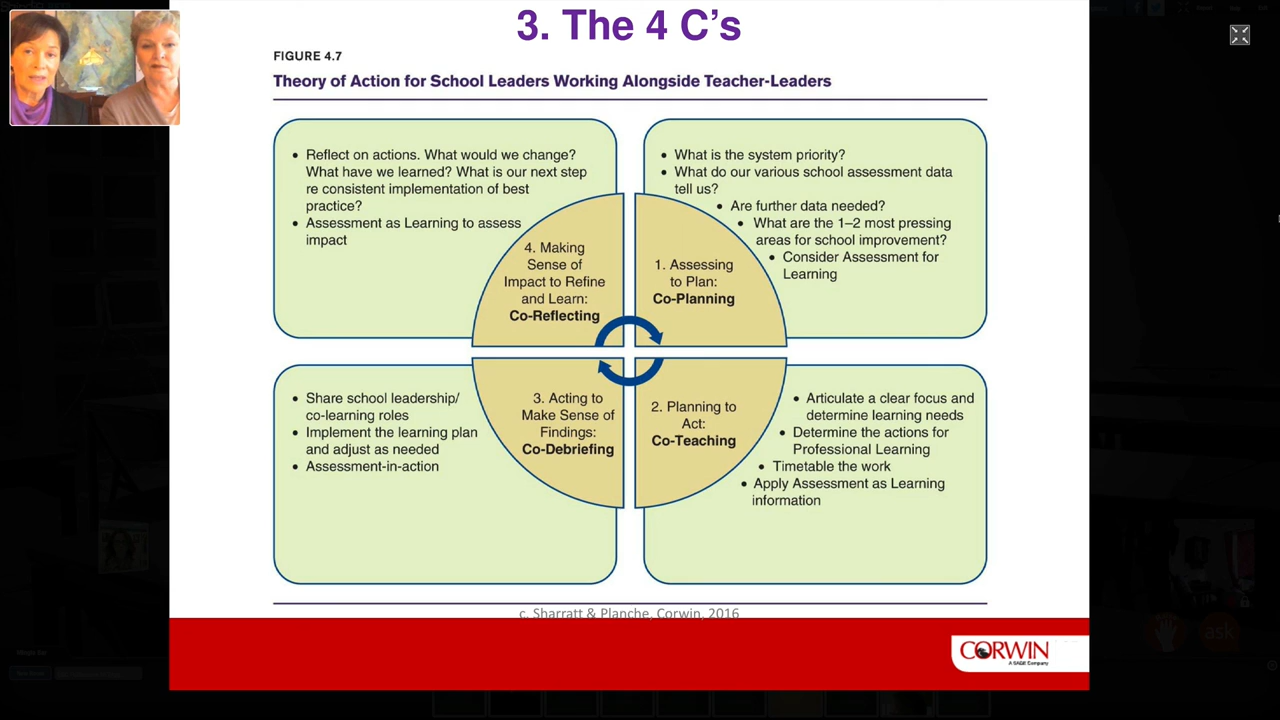 3. The 4 C's
FIGURE 4.7
Theory of Action for School Leaders Working Alongside Teacher-Leaders
• Reflect on actions. What would we change?
What have we learned? What is our next step
re consistent implementation of best
practice?
• Assessment as Learning to assess
impact
• What is the system priority?
• What do our various school assessment data
tell us?
• Are further data needed?
• What are the 1–2 most pressing
areas for school improvement?
• Consider Assessment for
Learning
4. Making
Sense of
Impact to Refine
and Learn:
Co-Reflecting
1. Assessing
to Plan:
Co-Planning
• Share school leadership/
co-learning roles
• Implement the learning plan
and adjust as needed
• Assessment-in-action
3. Acting to
Make Sense of
Findings:
Co-Debriefing
2. Planning to
Act:
Co-Teaching
• Articulate a clear focus and
determine learning needs
• Determine the actions for
Professional Learning
• Timetable the work
• Apply Assessment as Learning
information
c. Sharratt & Planche, Corwin, 2016
CORWIN
A SAGE Company
ask